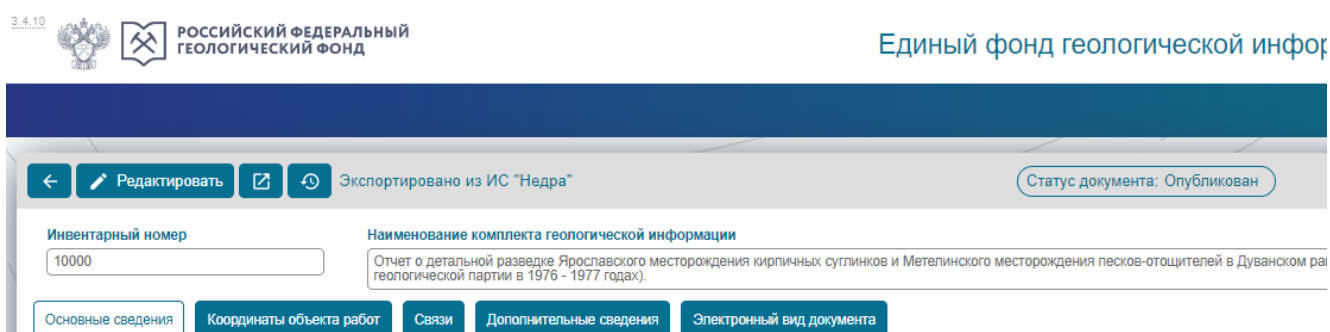 3.4.10
РОССИЙСКИЙ ФЕДЕРАЛЬНЫЙ
ГЕОЛОГИЧЕСКИЙ ФОНД
Единый фонд геологической
Редактировать
Экспортировано из ИС "Недра"
Статус документа: Опубликован
Инвентарный номер
Наименование комплекта геологической информации
10000
Отчет о детальной разведке Ярославского месторождения кирпичных суглинков и Метелинского месторождения песков-отощителей в Дуванском
геологической партии в 1976 - 1977 годах).
Основные сведения
Координаты объекта работ
Связи
Дополнительные сведения
Электронный вид документа